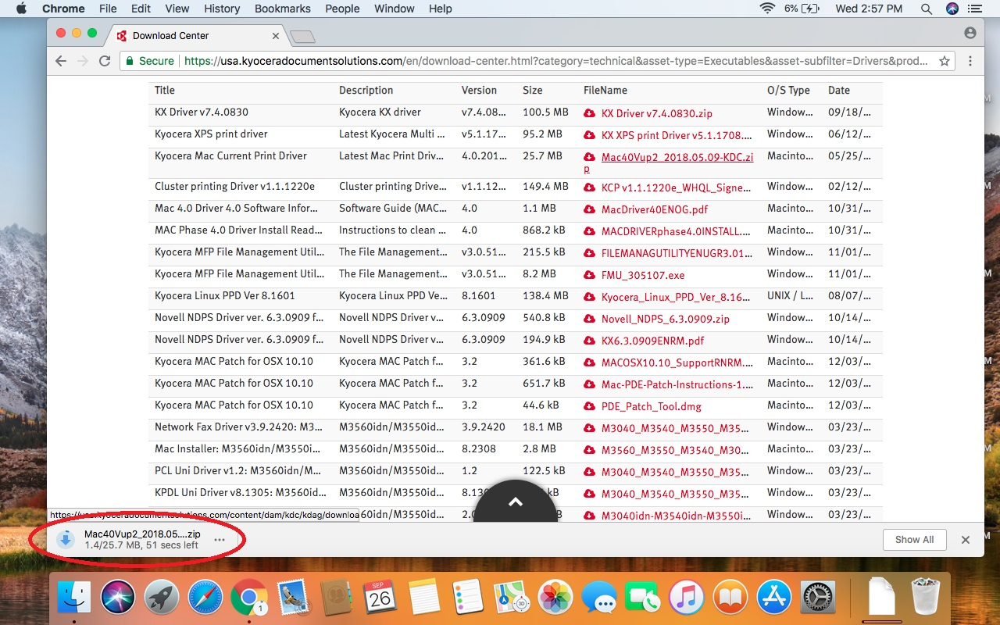 Chrome File Edit View History Bookmarks People Window Help 6% Wed 2:57 PM
Download Center
Secure https://usa.kyoceradocumentsolutions.com/en/download-center.html?category=technical&asset-type=Executables&asset-subfilter=Drivers&prod...
Title Description Version Size FileName O/S Type Date
KX Driver v7.4.0830 Kyocera KX driver v7.4.08... 100.5 MB KX Driver v7.4.0830.zip Window... 09/18/...
Kyocera XPS print driver Latest Kyocera Multi ... v5.1.17... 95.2 MB KX XPS print Driver v5.1.1708.... Window... 06/12/...
Kyocera Mac Current Print Driver Latest Mac Print Driv... 4.0.201... 25.7 MB Mac40Vup2_2018.05.09-KDC.zi Macinto... 05/25/...
p
Cluster printing Driver v1.1.1220e Cluster printing Drive... v1.1.12... 149.4 MB KCP v1.1.1220e_WHQL_Signe... Window... 02/12/...
Mac 4.0 Driver 4.0 Software Infor... Software Guide (MAC... 4.0 1.1 MB MacDriver40ENOG.pdf Macinto... 10/31/...
MAC Phase 4.0 Driver Install Read... Instructions to clean ... 4.0 868.2 kB MACDRIVERphase4.0INSTALL.... Macinto... 10/31/...
Kyocera MFP File Management Util... The File Management... v3.0.51... 215.5 kB FILEMANAGUTILITYENUGR3.01... Window... 11/01/...
Kyocera MFP File Management Util... The File Management... v3.0.51... 8.2 MB FMU_305107.exe Window... 11/01/...
Kyocera Linux PPD Ver 8.1601 Kyocera Linux PPD Ve... 8.1601 138.4 MB Kyocera_Linux_PPD_Ver_8.16... UNIX / L... 08/07/...
Novell NDPS Driver ver. 6.3.0909 f... Novell NDPS Driver v... 6.3.0909 540.8 kB Novell_NDPS_6.3.0909.zip Window... 10/14/...
Novell NDPS Driver ver. 6.3.0909 f... Novell NDPS Driver v... 6.3.0909 194.9 kB KX6.3.0909ENRM.pdf Window... 10/14/...
Kyocera MAC Patch for OSX 10.10 Kyocera MAC Patch f... 3.2 361.6 kB MACOSX10.10_SupportRNRM.... Macinto... 12/03/...
Kyocera MAC Patch for OSX 10.10 Kyocera MAC Patch f... 3.2 651.7 kB Mac-PDE-Patch-Instructions-1.... Macinto... 12/03/...
Kyocera MAC Patch for OSX 10.10 Kyocera MAC Patch f... 3.2 44.6 kB PDE_Patch_Tool.dmg Macinto... 12/03/...
Network Fax Driver v3.9.2420: M3... M3560idn/M3550id... 3.9.2420 18.1 MB M3040_M3540_M3550_M35... Window... 03/23/...
Mac Installer: M3560idn/M3550i... M3560idn/M3550id... 8.2308 2.8 MB M3560_M3550_M3540_M30... Macinto... 03/23/...
PCL Uni Driver v1.2: M3560idn/M... M3560idn/M3550id... 1.2 122.5 kB M3040_M3540_M3550_M35... Window... 03/23/...
KPDL Uni Driver v8.1305: M3560id... M3560idn/M3550id... 8.13 kB M3040_M3540_M3550_M35... Window... 03/23/...
https://usa.kyoceradocumentsolutions.com/content/dam/kdc/kdag/downloa 60idn/M3550id... 2.0 M3040idn-M3540idn-M3550i... Window... 03/23/...
Mac40Vup2_2018.05....zip
1.4/25.7 MB, 51 secs left
Show All
SEP
26
3D
1